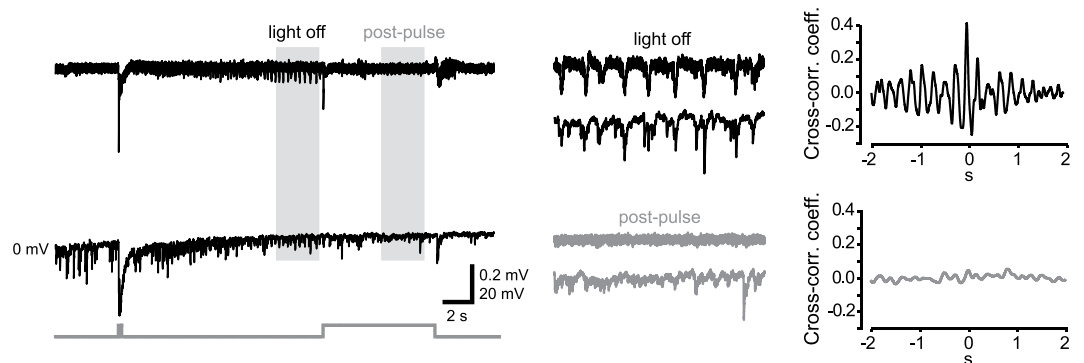 light off
post-pulse
0 mV
0.2 mV
20 mV
2 s
light off
post-pulse
Cross-corr. coeff.
0.4
0.2
0.0
-0.2
-2
-1
0
1
2
s
Cross-corr. coeff.
0.4
0.2
0.0
-0.2
-2
-1
0
1
2
s